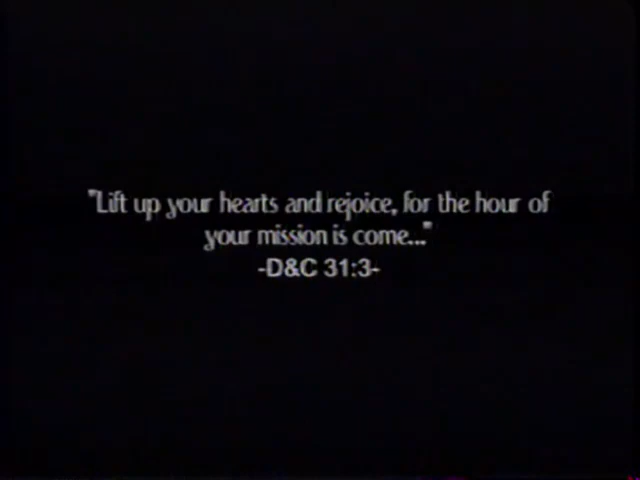 "Lift up your hearts and rejoice, for the hour of
your mission is come..."
-D&C 31:3-